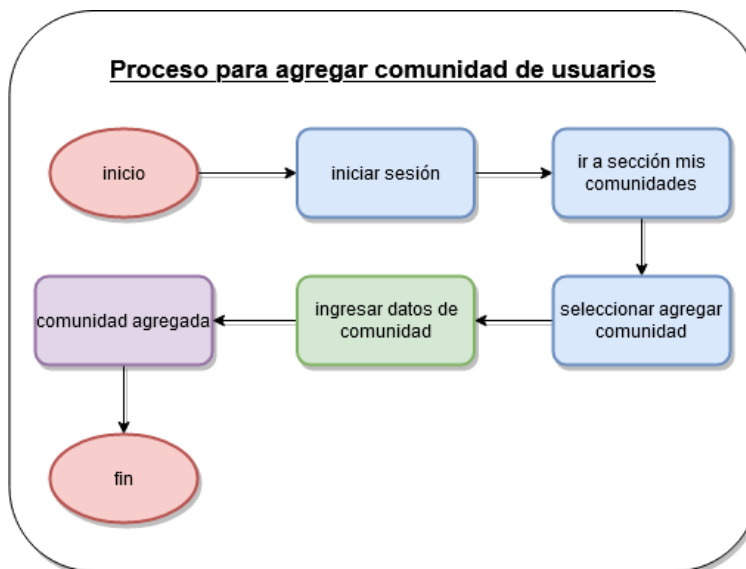 Proceso para agregar comunidad de usuarios
inicio
iniciar sesión
ir a sección mis
comunidades
seleccionar agregar
comunidad
ingresar datos de
comunidad
comunidad agregada
fin